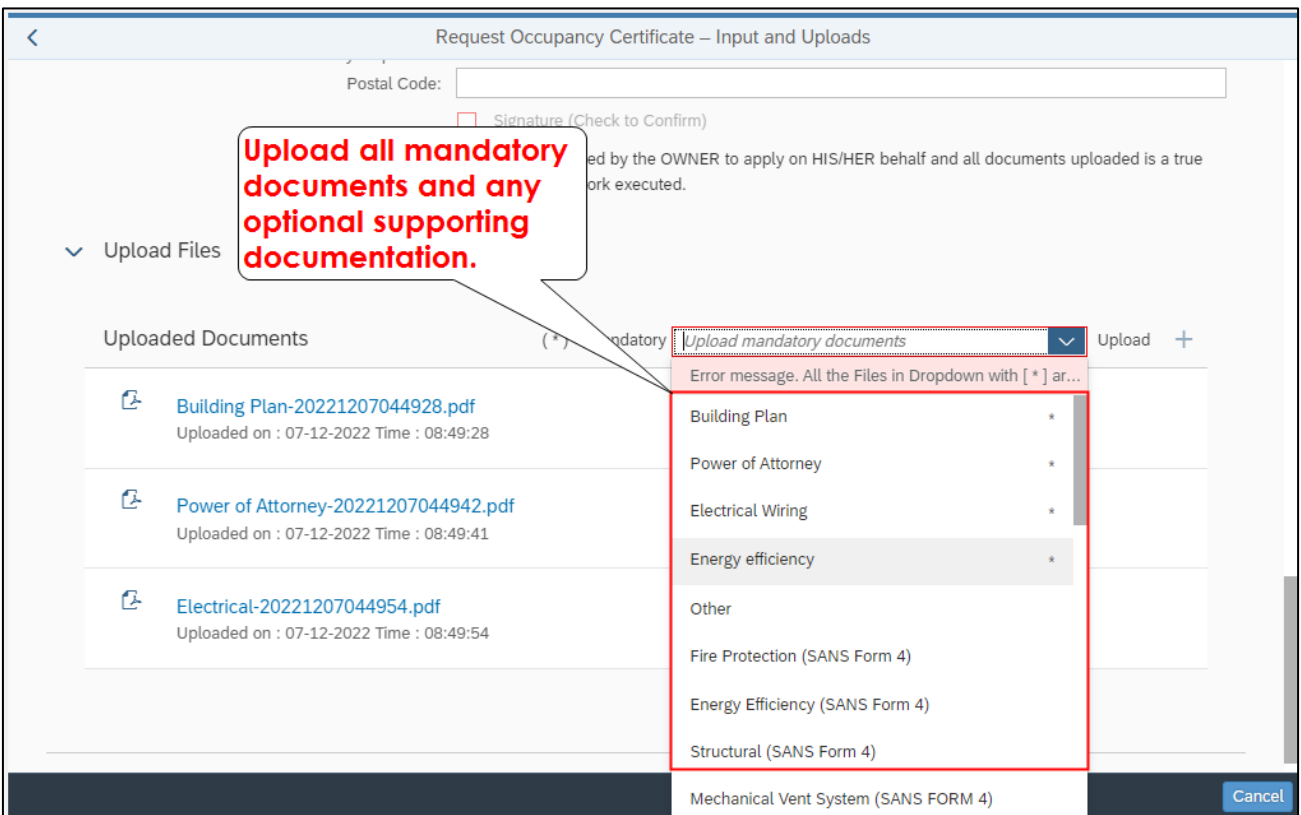 Request Occupancy Certificate – Input and Uploads
Postal Code:
Signature (Check to Confirm)
Upload all mandatory
documents and any
optional supporting
documentation.
by the OWNER to apply on HIS/HER behalf and all documents uploaded is a true
executed.
Upload Files
Uploaded Documents
( * )
Upload mandatory documents
Upload +
Error message. All the Files in Dropdown with [ * ] ar...
Building Plan-20221207044928.pdf
Uploaded on : 07-12-2022 Time : 08:49:28
Power of Attorney-20221207044942.pdf
Uploaded on : 07-12-2022 Time : 08:49:41
Electrical-20221207044954.pdf
Uploaded on : 07-12-2022 Time : 08:49:54
Building Plan *
Power of Attorney *
Electrical Wiring *
Energy efficiency *
Other
Fire Protection (SANS Form 4)
Energy Efficiency (SANS Form 4)
Structural (SANS Form 4)
Mechanical Vent System (SANS FORM 4)
Cancel